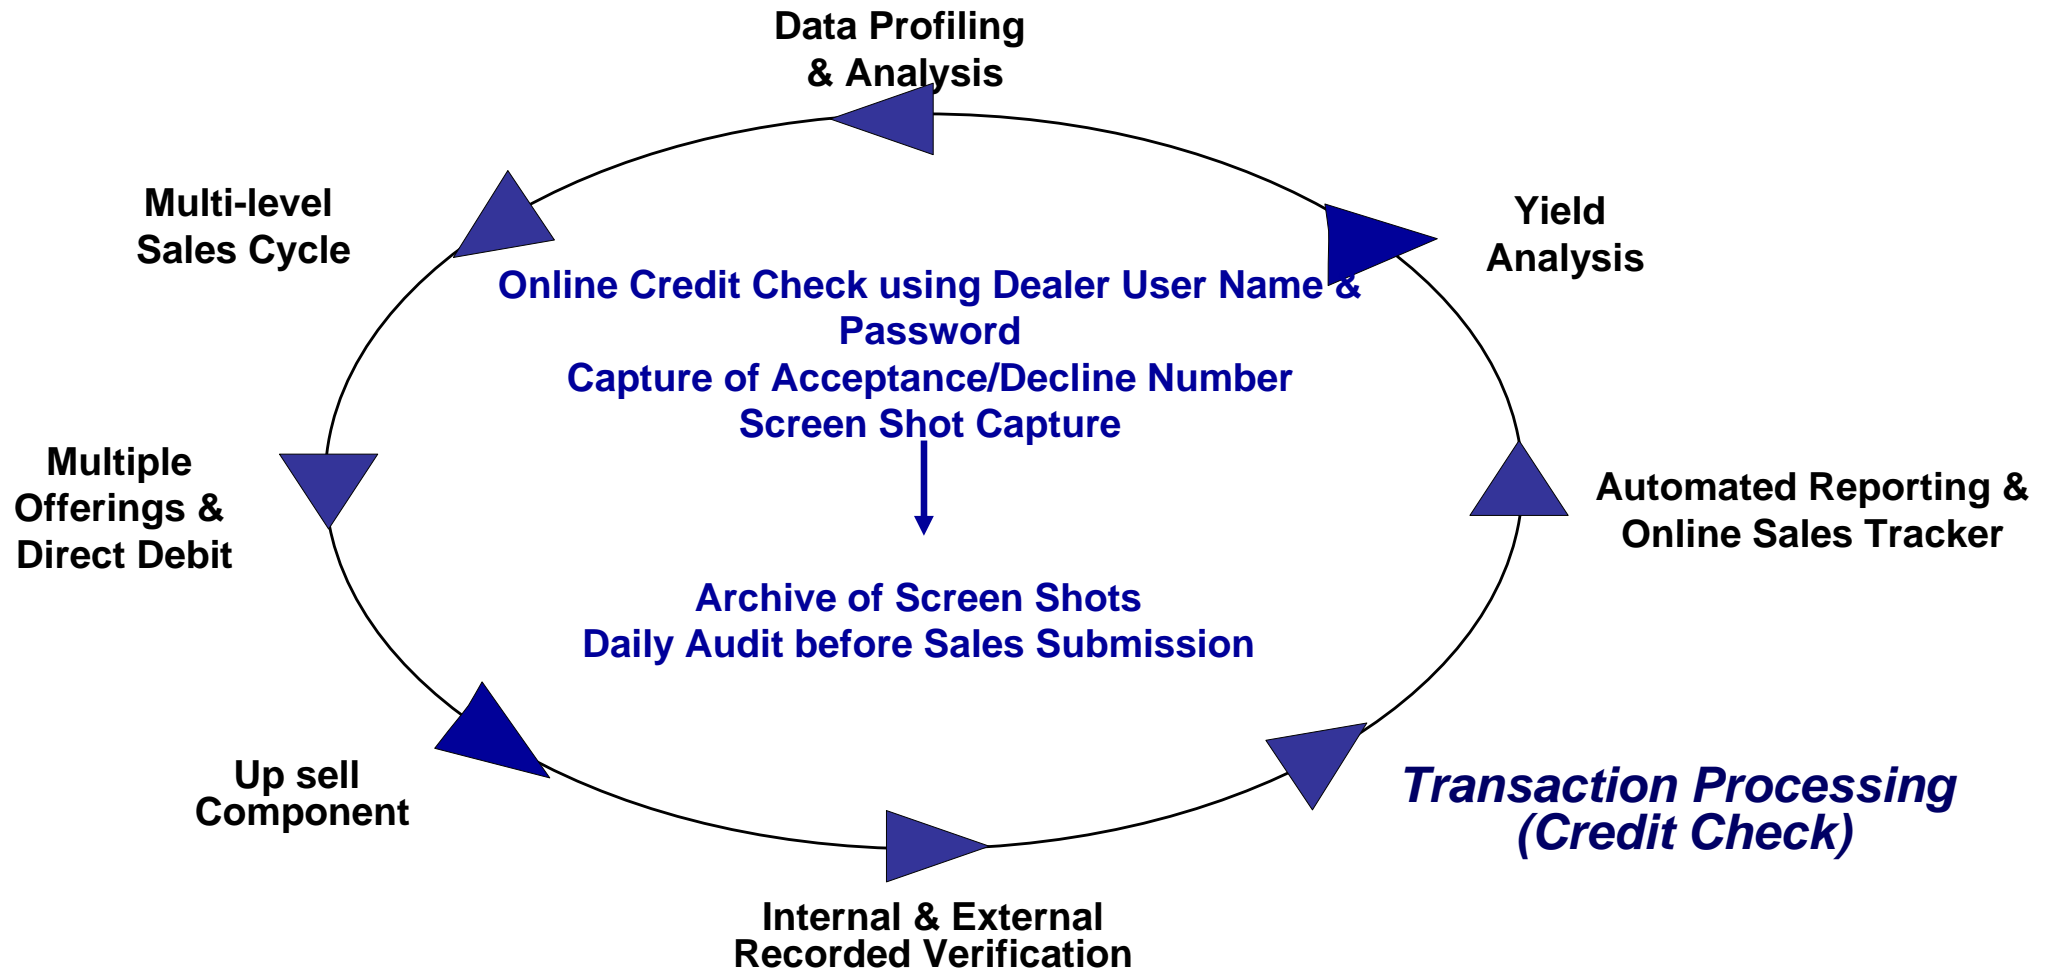 Data Profiling
& Analysis
Multi-level
Sales Cycle
Yield
Analysis
Online Credit Check using Dealer User Name &
Password
Capture of Acceptance/Decline Number
Screen Shot Capture
Multiple
Offerings &
Direct Debit
Automated Reporting &
Online Sales Tracker
Archive of Screen Shots
Daily Audit before Sales Submission
Up sell
Component
Transaction Processing
(Credit Check)
Internal & External
Recorded Verification